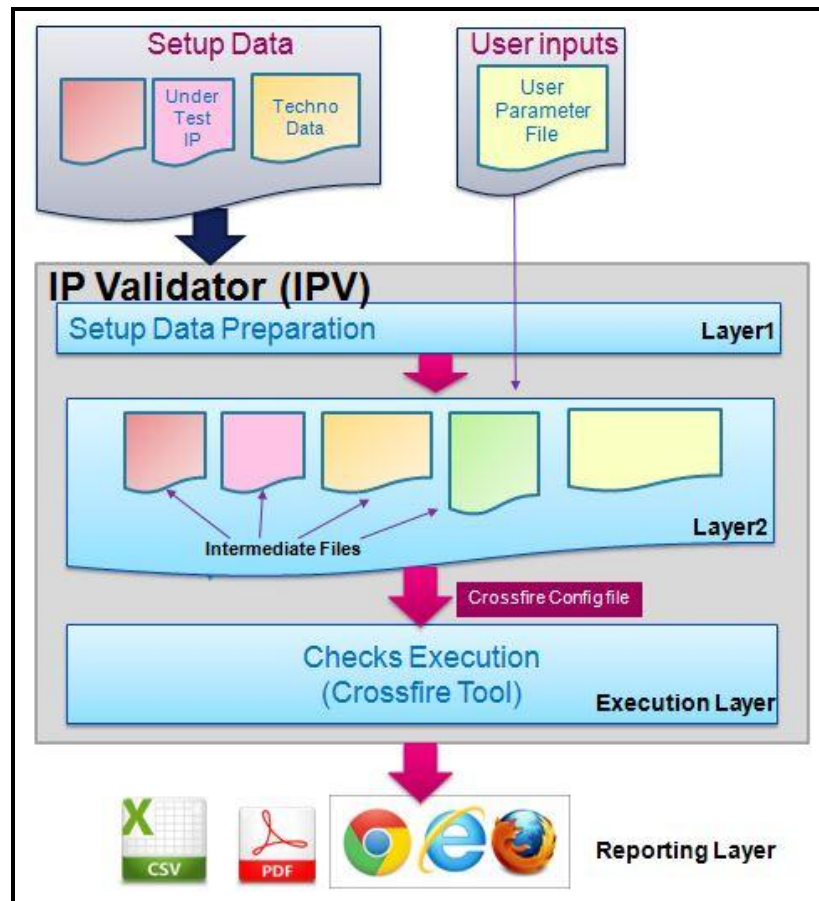 Setup Data
Under
Test
IP
Techno
Data
User inputs
User
Parameter
File
IP Validator (IPV)
Setup Data Preparation
Layer1
Intermediate Files
Layer2
Crossfire Config file
Checks Execution
(Crossfire Tool)
Execution Layer
X
CSV
PDF
Reporting Layer